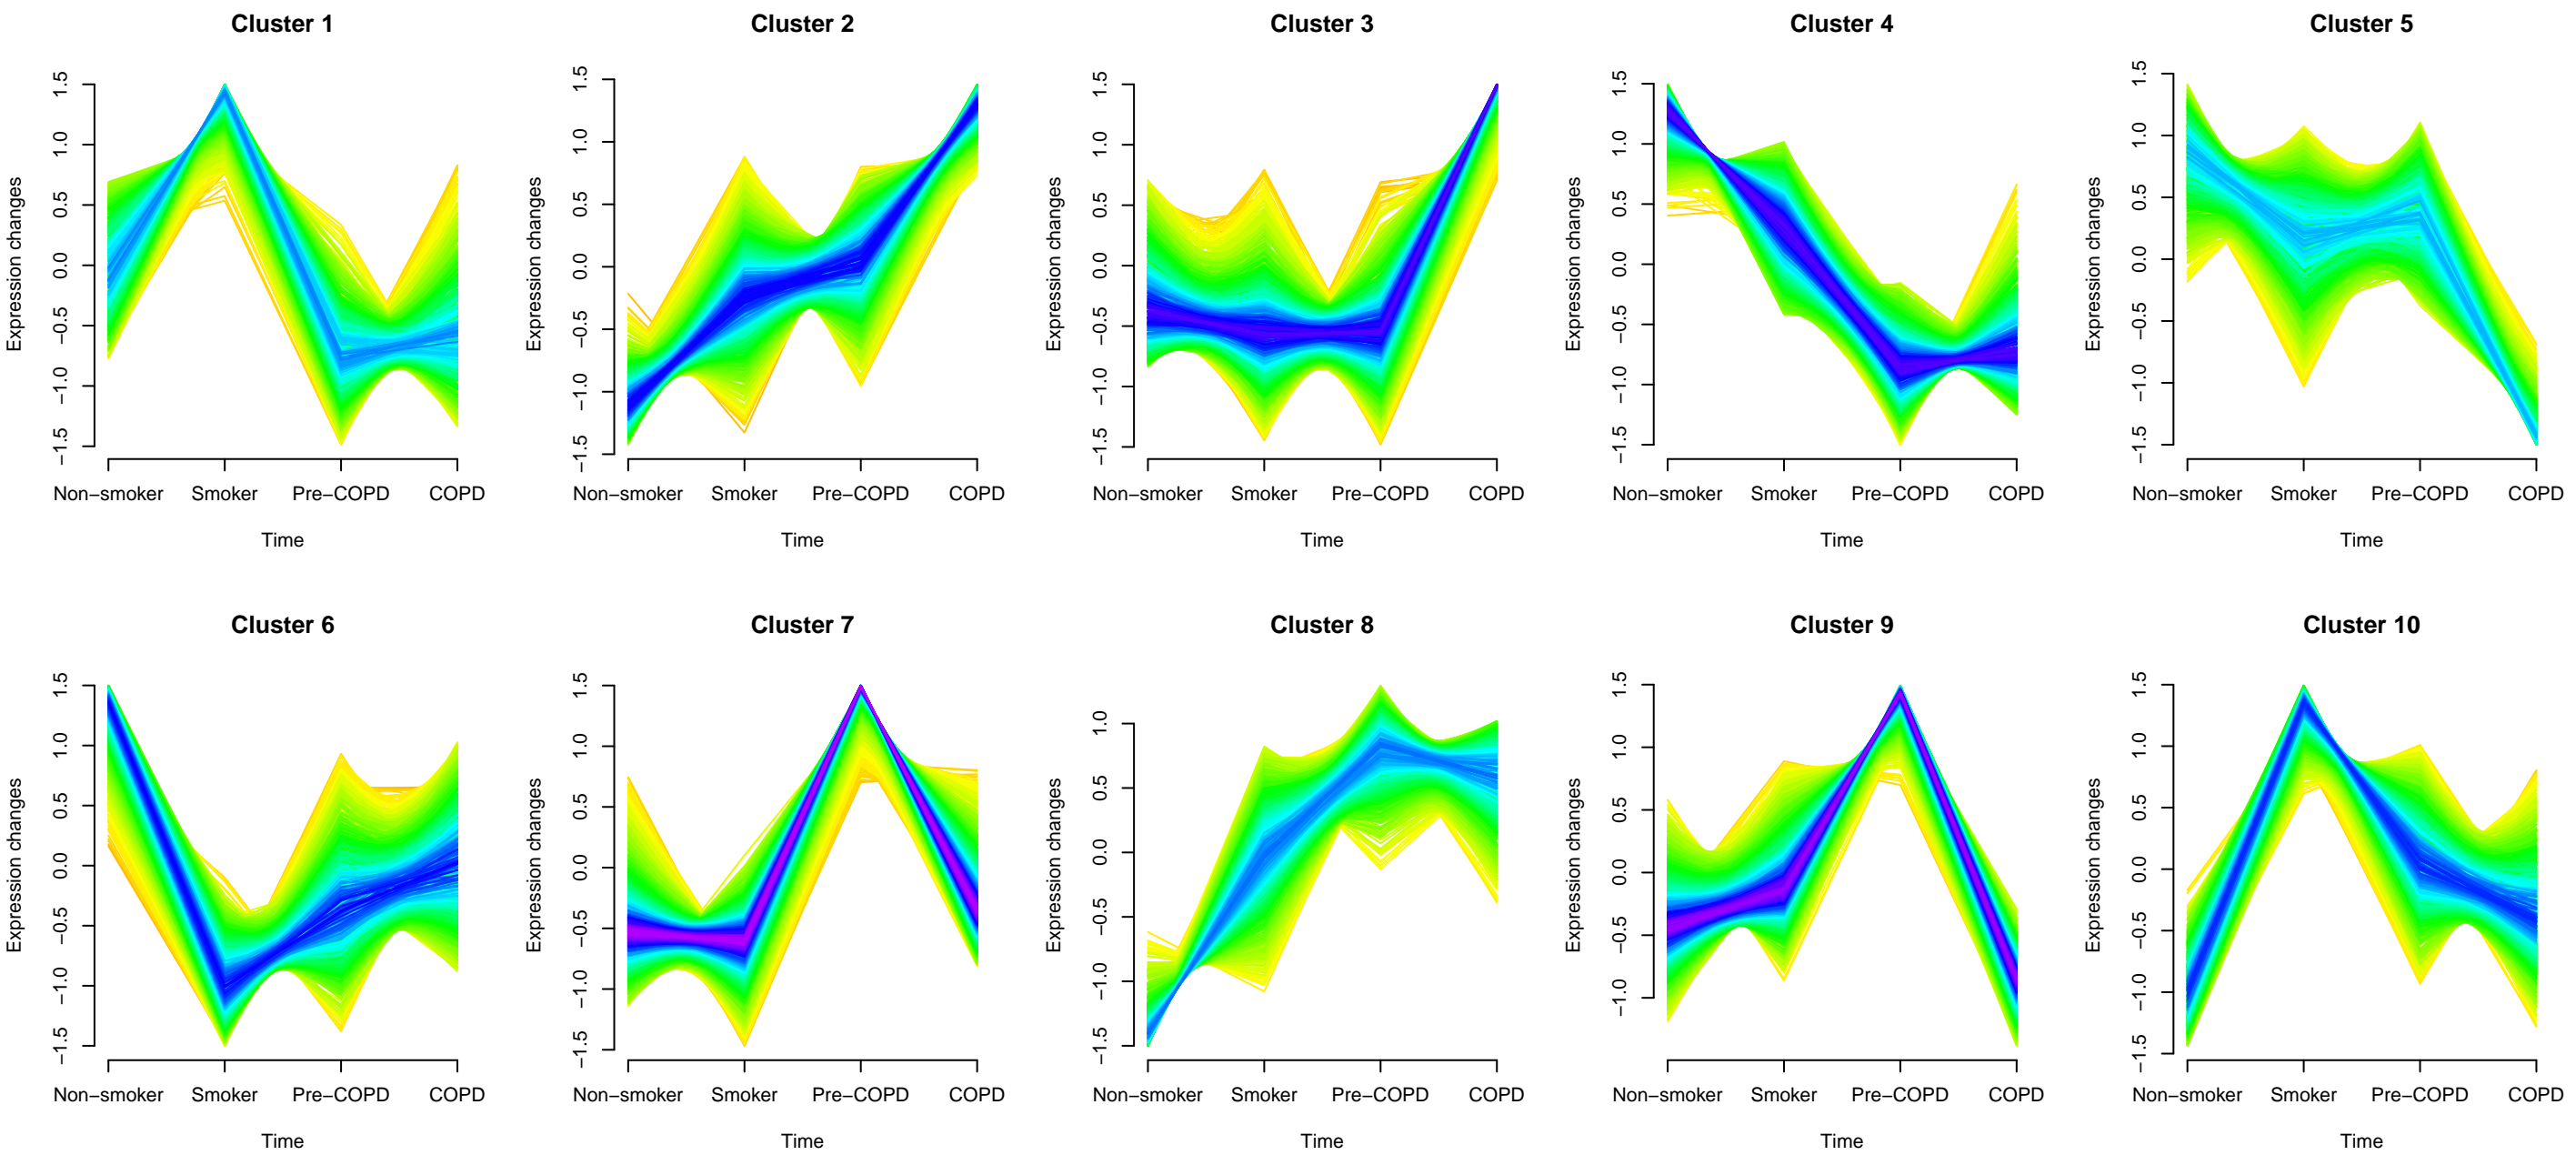 Cluster 1
Expression changes
1.5
1.0
0.5
0.0
−0.5
−1.0
−1.5
Non−smoker Smoker Pre−COPD COPD
Time
Cluster 2
Expression changes
1.5
1.0
0.5
0.0
−0.5
−1.0
−1.5
Non−smoker Smoker Pre−COPD COPD
Time
Cluster 3
Expression changes
1.5
1.0
0.5
0.0
−0.5
−1.0
−1.5
Non−smoker Smoker Pre−COPD COPD
Time
Cluster 4
Expression changes
1.5
1.0
0.5
0.0
−0.5
−1.0
−1.5
Non−smoker Smoker Pre−COPD COPD
Time
Cluster 5
Expression changes
1.5
1.0
0.5
0.0
−0.5
−1.0
−1.5
Non−smoker Smoker Pre−COPD COPD
Time
Cluster 6
Expression changes
1.5
1.0
0.5
0.0
−0.5
−1.0
−1.5
Non−smoker Smoker Pre−COPD COPD
Time
Cluster 7
Expression changes
1.5
1.0
0.5
0.0
−0.5
−1.0
−1.5
Non−smoker Smoker Pre−COPD COPD
Time
Cluster 8
Expression changes
1.0
0.5
0.0
−0.5
−1.0
−1.5
Non−smoker Smoker Pre−COPD COPD
Time
Cluster 9
Expression changes
1.5
1.0
0.5
0.0
−0.5
−1.0
Non−smoker Smoker Pre−COPD COPD
Time
Cluster 10
Expression changes
1.5
1.0
0.5
0.0
−0.5
−1.0
−1.5
Non−smoker Smoker Pre−COPD COPD
Time